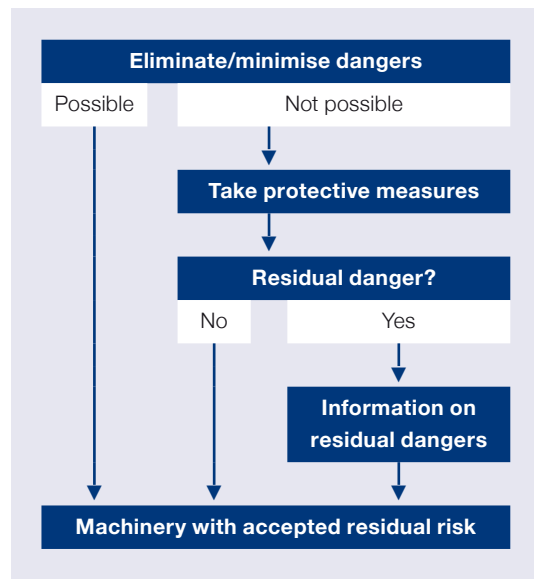 Eliminate/minimise dangers
Possible
Not possible
Take protective measures
Residual danger?
No
Yes
Information on
residual dangers
Machinery with accepted residual risk